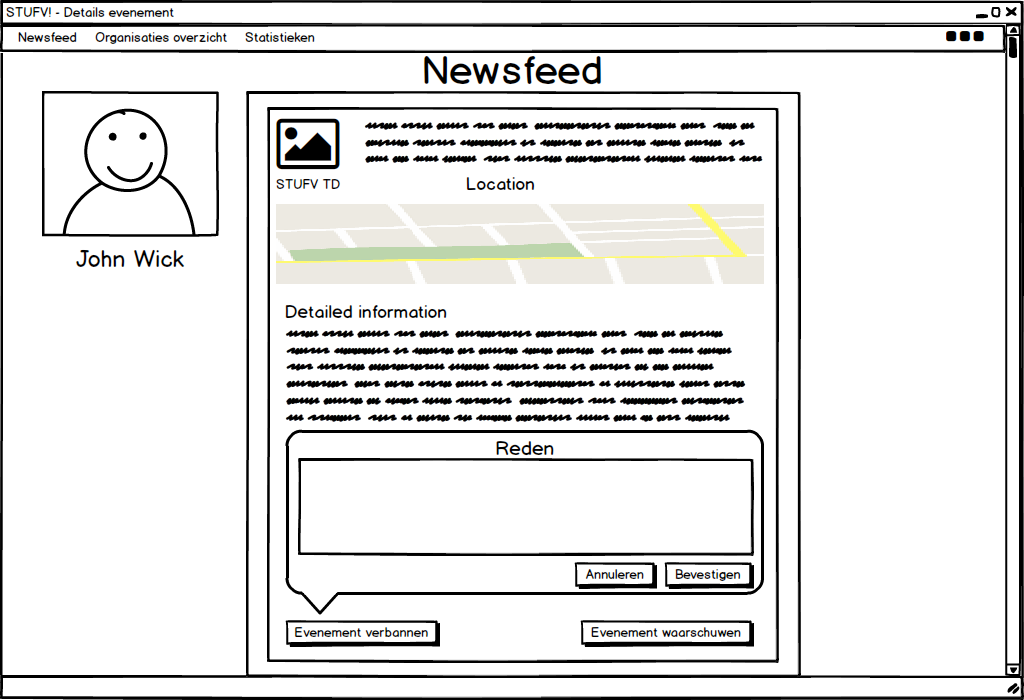 STUFV! - Details evenement
Newsfeed Organisaties overzicht Statistieken
Newsfeed
John Wick
STUFV TD
Location
Detailed information
Reden
Annuleren Bevestigen
Evenement verbannen Evenement waarschuwen